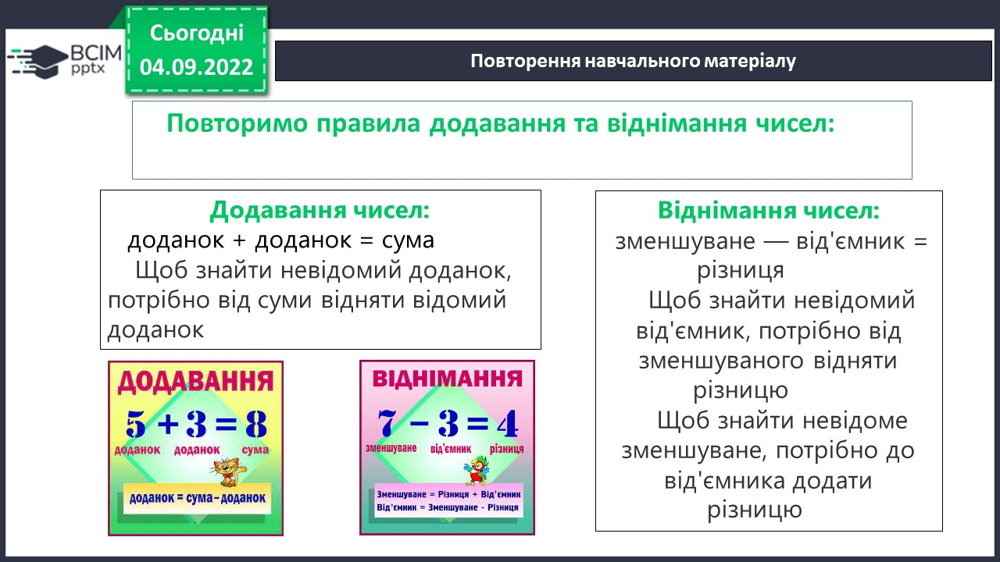 Сьогодні
04.09.2022
BCIM
pptx
Повторення навчального матеріалу
Повторимо правила додавання та віднімання чисел:
Додавання чисел:
доданок + доданок = сума
Щоб знайти невідомий доданок,
потрібно від суми відняти відомий
доданок
Віднімання чисел:
зменшуване — від'ємник =
різниця
Щоб знайти невідомий
від'ємник, потрібно від
зменшуваного відняти
різницю
Щоб знайти невідоме
зменшуване, потрібно до
від'ємника додати
різницю
ДОДАВАННЯ
5 + 3 = 8
доданок доданок сума
доданок = сума – доданок
ВІДНІМАННЯ
7 – 3 = 4
зменшуване від'ємник різниця
Зменшуване = Різниця + Від'ємник
Від'ємник = Зменшуване - Різниця